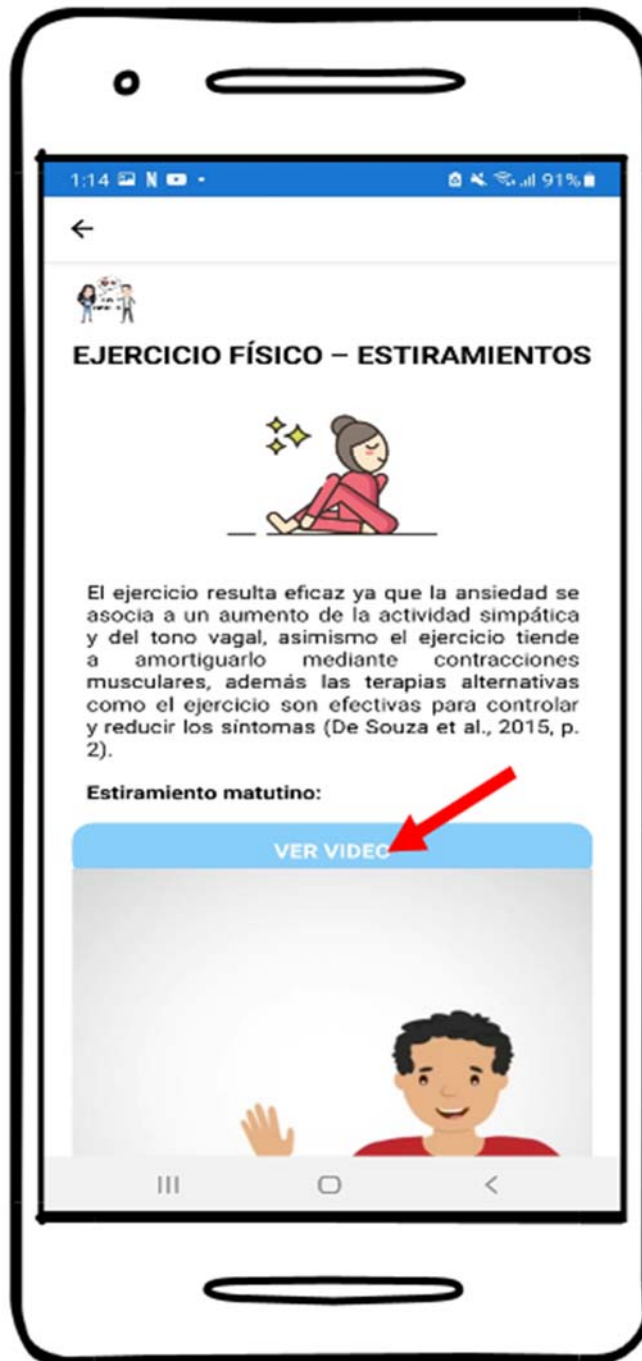 1:14 N
91%
EJERCICIO FÍSICO – ESTIRAMIENTOS
El ejercicio resulta eficaz ya que la ansiedad se
asocia a un aumento de la actividad simpática
y del tono vagal, asimismo el ejercicio tiende
a amortiguarlo mediante contracciones
musculares, además las terapias alternativas
como el ejercicio son efectivas para controlar
y reducir los síntomas (De Souza et al., 2015, p.
2).
Estiramiento matutino:
VER VIDEO